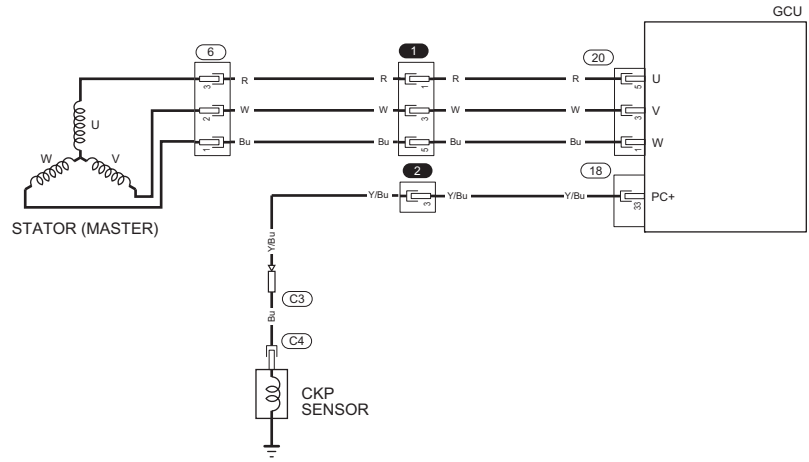 GCU
6 1 20
R R R R U
3 1 5
W W W W V
2 3 3
Bu Bu Bu Bu W
1 5 1
U
W V
STATOR (MASTER)
2 18
Y/Bu Y/Bu Y/Bu PC+
3 33
Y/Bu
C3
Bu
C4
CKP
SENSOR